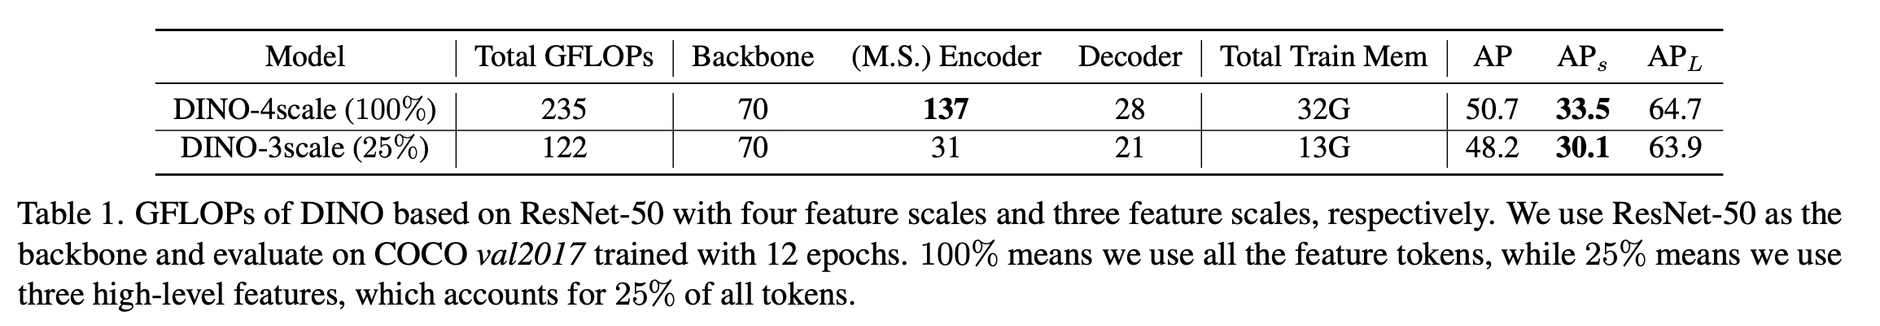 Model Total GFLOPs Backbone (M.S.) Encoder Decoder Total Train Mem AP APₛ AP_L
DINO-4scale (100%) 235 70 137 28 32G 50.7 33.5 64.7
DINO-3scale (25%) 122 70 31 21 13G 48.2 30.1 63.9
Table 1. GFLOPs of DINO based on ResNet-50 with four feature scales and three feature scales, respectively. We use ResNet-50 as the
backbone and evaluate on COCO val2017 trained with 12 epochs. 100% means we use all the feature tokens, while 25% means we use
three high-level features, which accounts for 25% of all tokens.